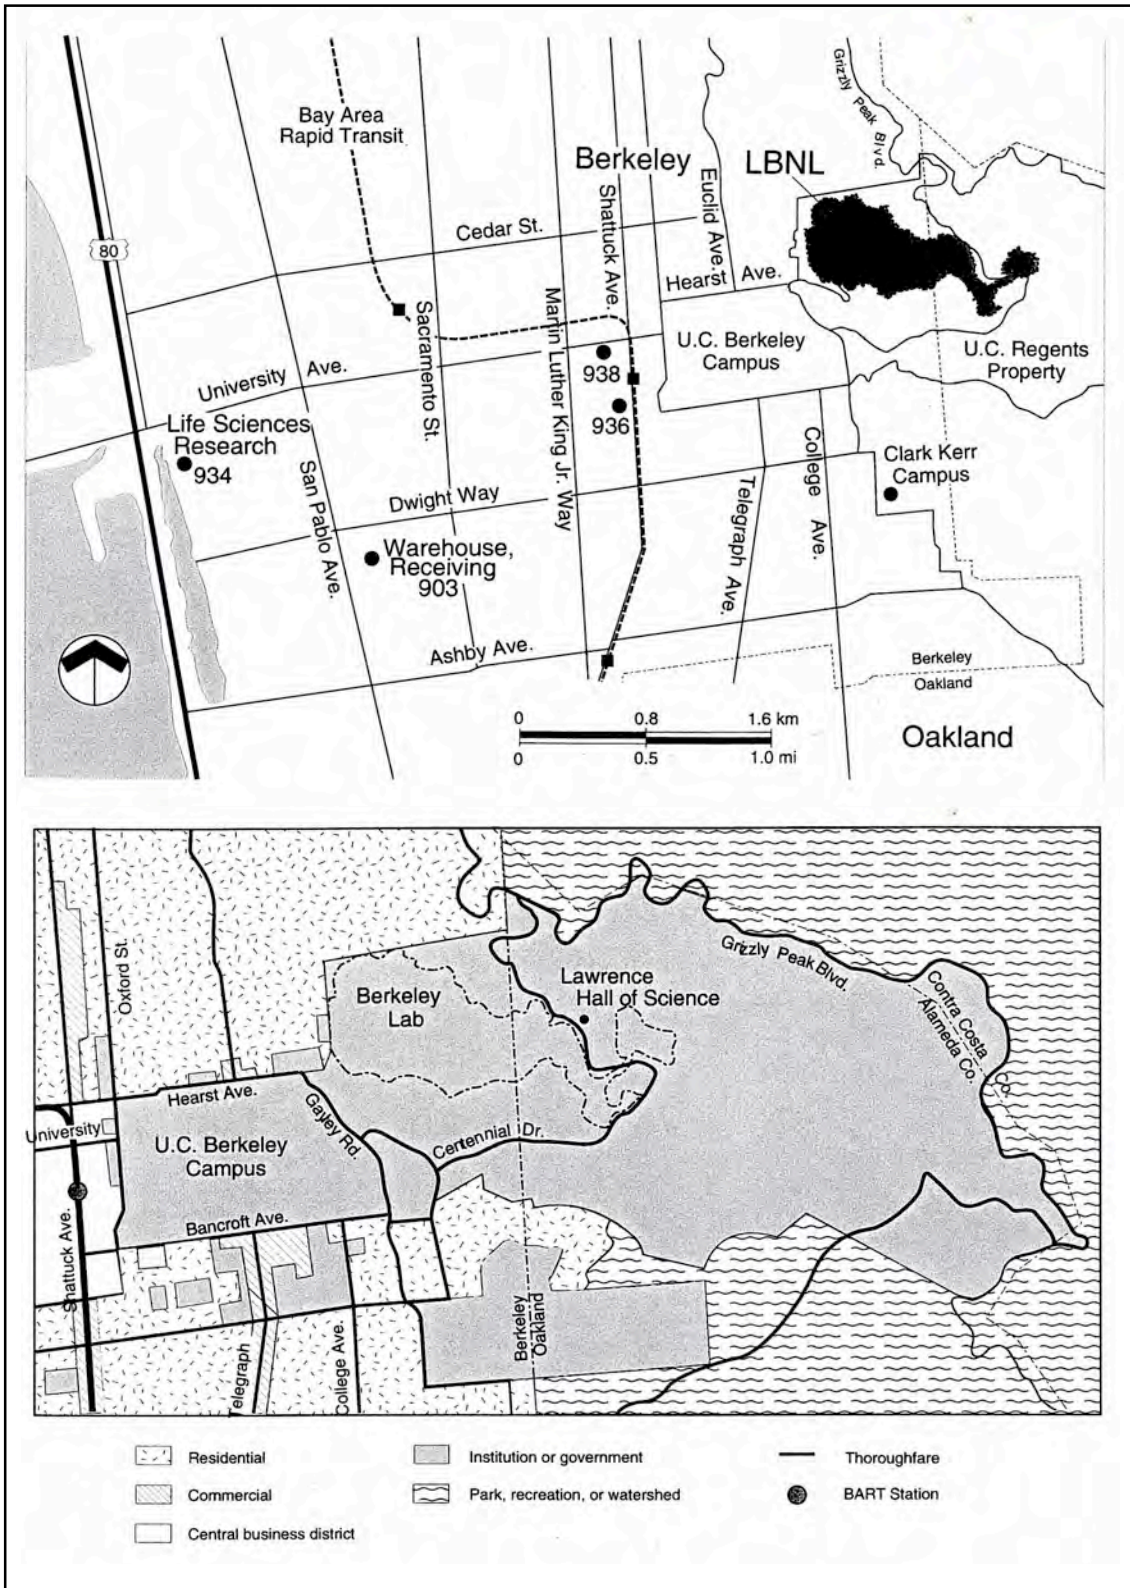 Bay Area
Rapid Transit
Berkeley
LBNL
Grizzly Peak Blvd.
80
Cedar St.
Shattuck Ave.
Euclid Ave.
Hearst Ave.
Sacramento St.
Martin Luther King Jr. Way
University Ave.
938
936
U.C. Berkeley
Campus
U.C. Regents
Property
Life Sciences
Research
934
San Pablo Ave.
Dwight Way
Telegraph Ave.
College Ave.
Clark Kerr
Campus
Warehouse,
Receiving
903
Ashby Ave.
Berkeley
Oakland
0 0.8 1.6 km
0 0.5 1.0 mi
Oakland
Oxford St.
Berkeley
Lab
Lawrence
Hall of Science
Grizzly Peak Blvd.
Contra Costa Co.
Alameda Co.
Hearst Ave.
Gayley Rd.
University
U.C. Berkeley
Campus
Centennial Dr.
Bancroft Ave.
Shattuck Ave.
Telegraph
College Ave.
Berkeley
Oakland
Residential
Institution or government
Thoroughfare
Commercial
Park, recreation, or watershed
BART Station
Central business district